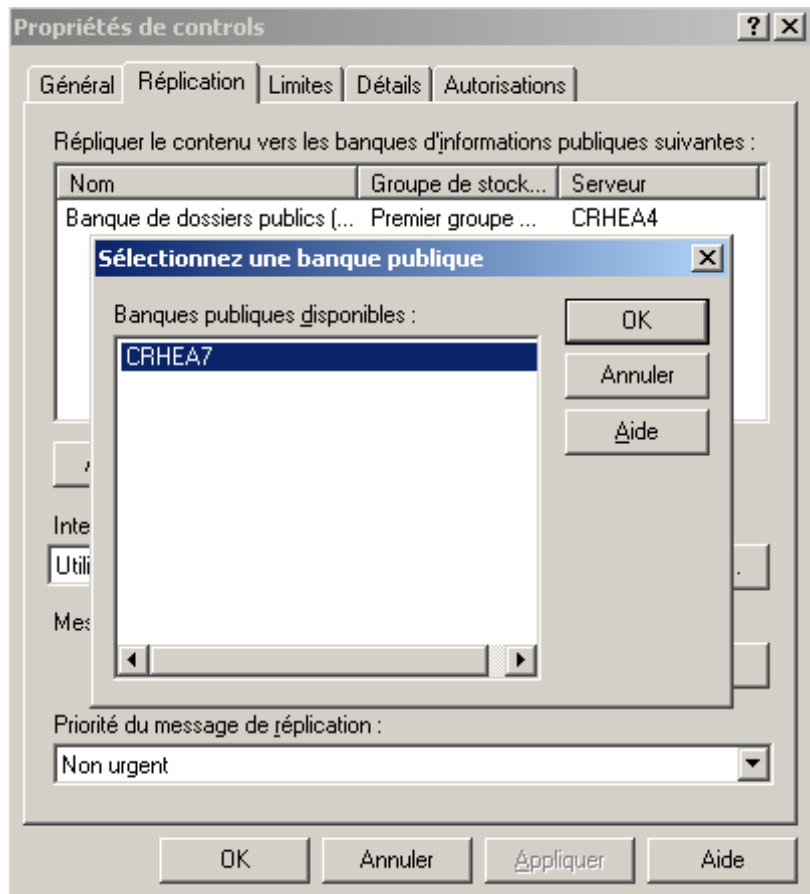 Propriétés de controls
Général Réplication Limites Détails Autorisations
Répliquer le contenu vers les banques d'informations publiques suivantes :
Nom Groupe de stock... Serveur
Banque de dossiers publics (... Premier groupe ... CRHEA4
Sélectionnez une banque publique
Banques publiques disponibles :
CRHEA7
OK
Annuler
Aide
Priorité du message de réplication :
Non urgent
OK Annuler Appliquer Aide